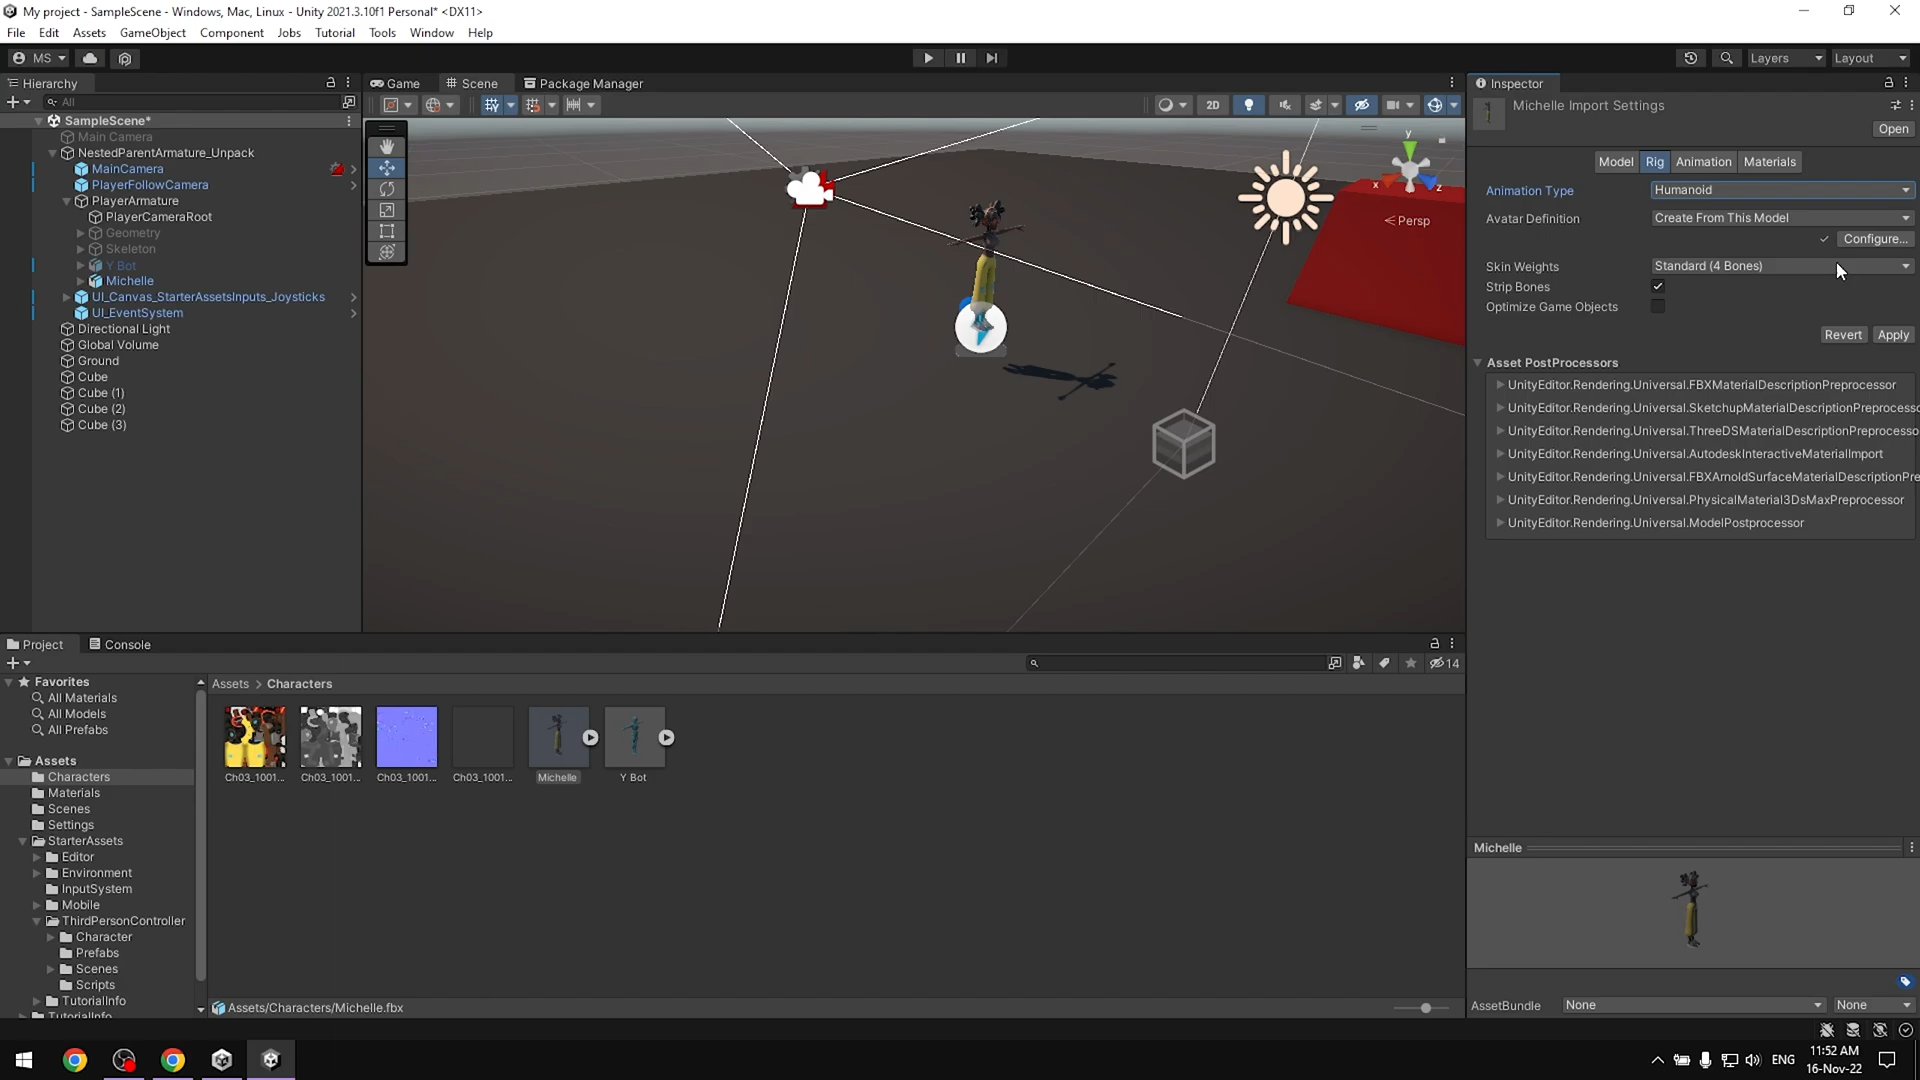 My project - SampleScene - Windows, Mac, Linux - Unity 2021.3.10f1 Personal* <DX11>
File Edit Assets GameObject Component Jobs Tutorial Tools Window Help
MS Layers Layout
Hierarchy
All
SampleScene*
Main Camera
NestedParentArmature_Unpack
MainCamera
PlayerFollowCamera
PlayerArmature
PlayerCameraRoot
Geometry
Skeleton
Y Bot
Michelle
UI_Canvas_StarterAssetsInputs_Joysticks
UI_EventSystem
Directional Light
Global Volume
Ground
Cube
Cube (1)
Cube (2)
Cube (3)
Game Scene Package Manager
2D
y
x
z
Persp
Inspector
Michelle Import Settings
Open
Model Rig Animation Materials
Animation Type Humanoid
Avatar Definition Create From This Model
Configure...
Skin Weights Standard (4 Bones)
Strip Bones
Optimize Game Objects
Revert Apply
Asset PostProcessors
UnityEditor.Rendering.Universal.FBXMaterialDescriptionPreprocessor
UnityEditor.Rendering.Universal.SketchupMaterialDescriptionPreprocesso
UnityEditor.Rendering.Universal.ThreeDSMaterialDescriptionPreprocesso
UnityEditor.Rendering.Universal.AutodeskInteractiveMaterialImport
UnityEditor.Rendering.Universal.FBXArnoldSurfaceMaterialDescriptionPre
UnityEditor.Rendering.Universal.PhysicalMaterial3DsMaxPreprocessor
UnityEditor.Rendering.Universal.ModelPostprocessor
Michelle
AssetBundle None None
Project Console
14
Favorites
All Materials
All Models
All Prefabs
Assets
Characters
Materials
Scenes
Settings
StarterAssets
Editor
Environment
InputSystem
Mobile
ThirdPersonController
Character
Prefabs
Scenes
Scripts
TutorialInfo
TutorialInfo
Assets > Characters
Ch03_1001... Ch03_1001... Ch03_1001... Ch03_1001... Michelle Y Bot
Assets/Characters/Michelle.fbx
ENG
11:52 AM
16-Nov-22